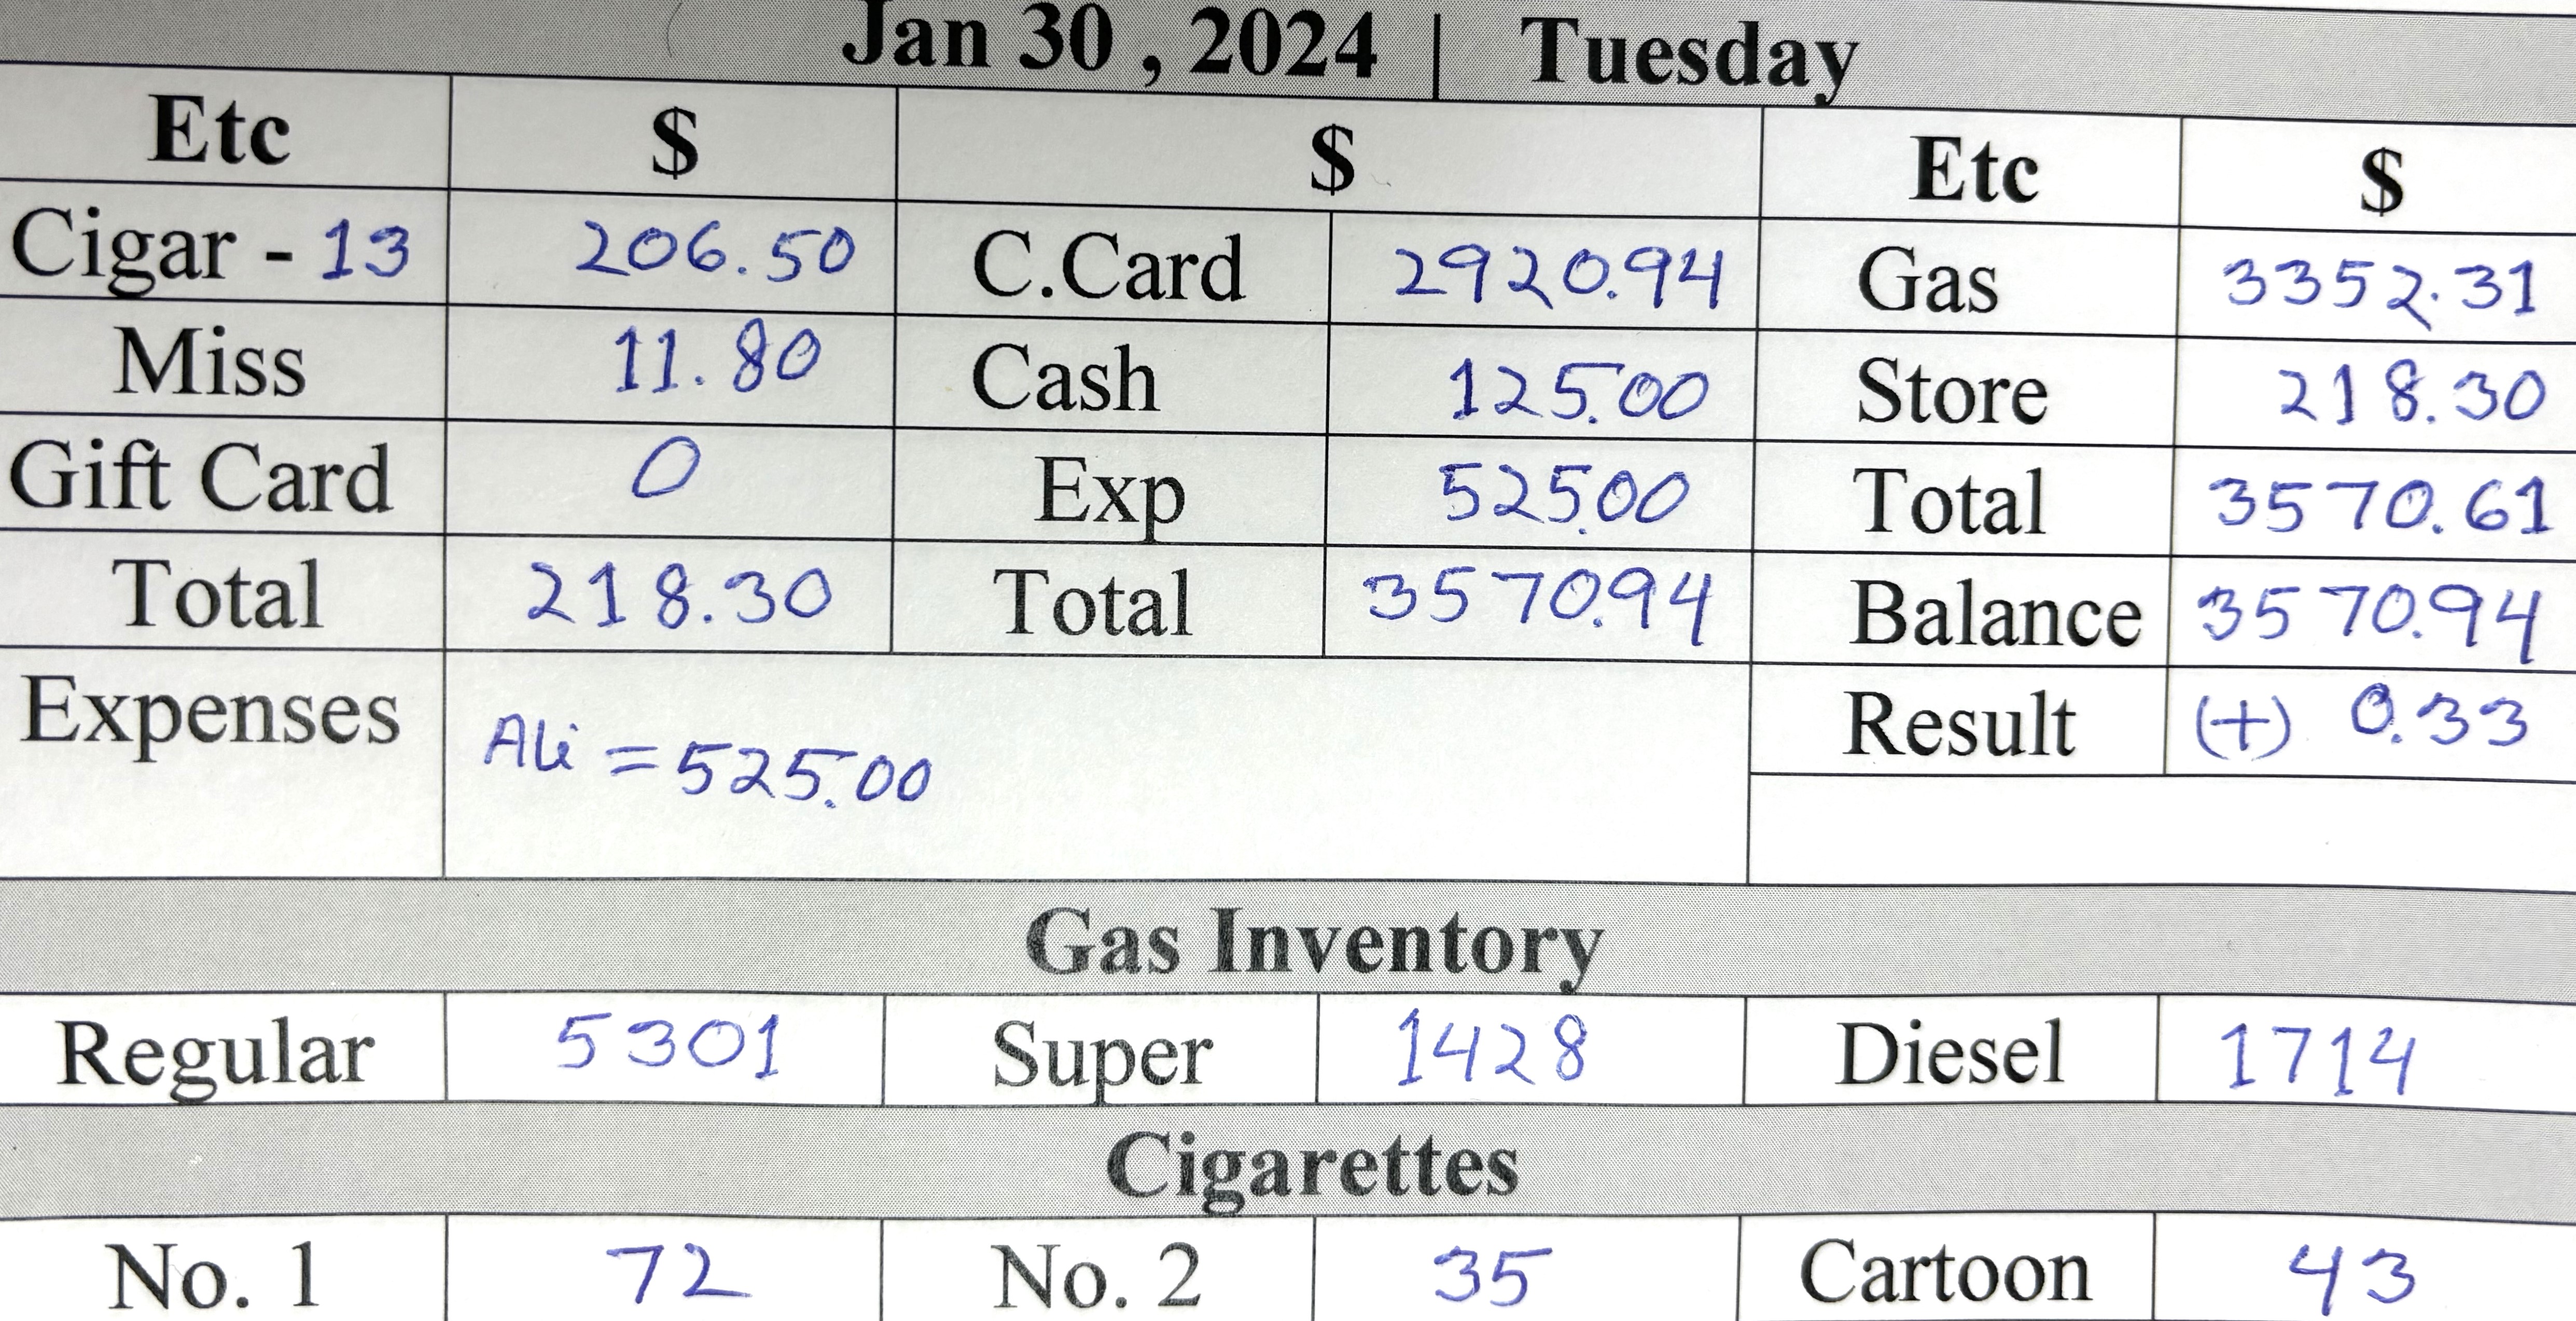 Jan 30 , 2024 | Tuesday
Etc $ $ Etc $
Cigar - 13 206.50 C.Card 2920.94 Gas 3352.31
Miss 11.80 Cash 125.00 Store 218.30
Gift Card 0 Exp 525.00 Total 3570.61
Total 218.30 Total 3570.94 Balance 3570.94
Expenses Ali = 525.00 Result (+) 0.33
Gas Inventory
Regular 5301 Super 1428 Diesel 1714
Cigarettes
No. 1 72 No. 2 35 Cartoon 43